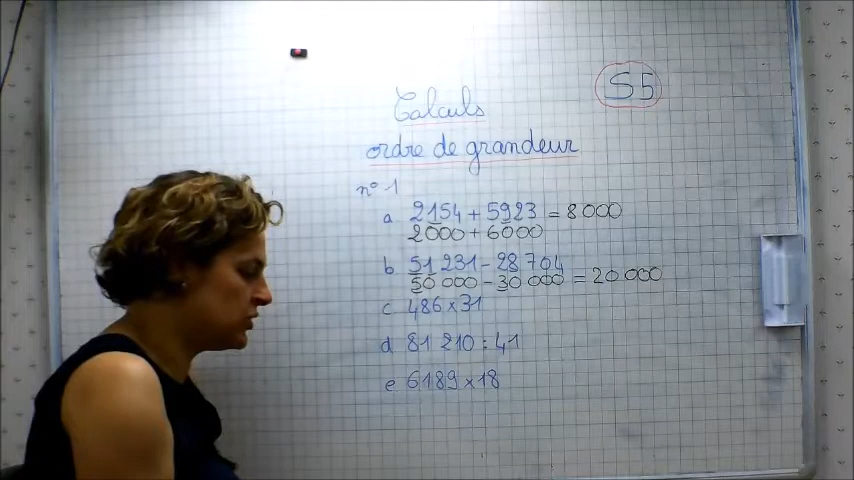 S5
Calculs
ordre de grandeur
n° 1
a 2154 + 5923 = 8 000
2000 + 6000
b 51 231 - 28 704
50 000 - 30 000 = 20 000
c 486 x 31
d 81 210 : 41
e 6189 x 18